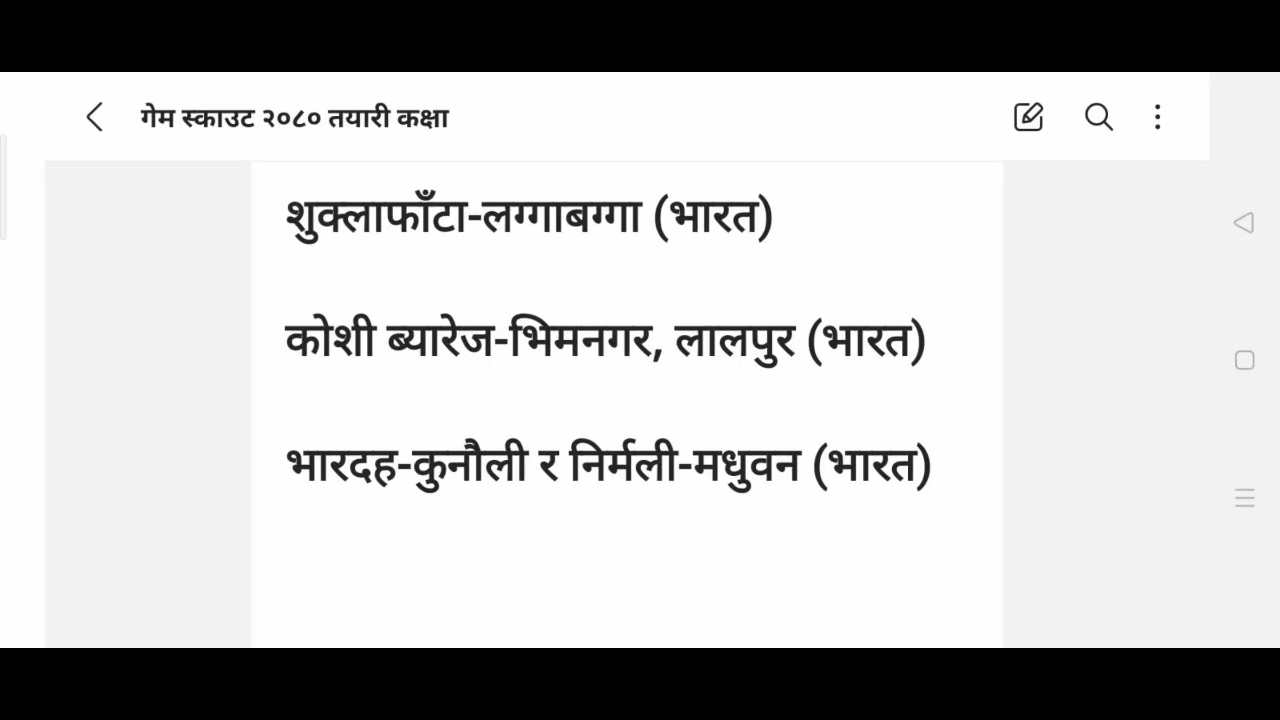 गेम स्काउट २०८० तयारी कक्षा
शुक्लाफाँटा-लग्गाबग्गा (भारत)
कोशी ब्यारेज-भिमनगर, लालपुर (भारत)
भारदह-कुनौली र निर्मली-मधुवन (भारत)